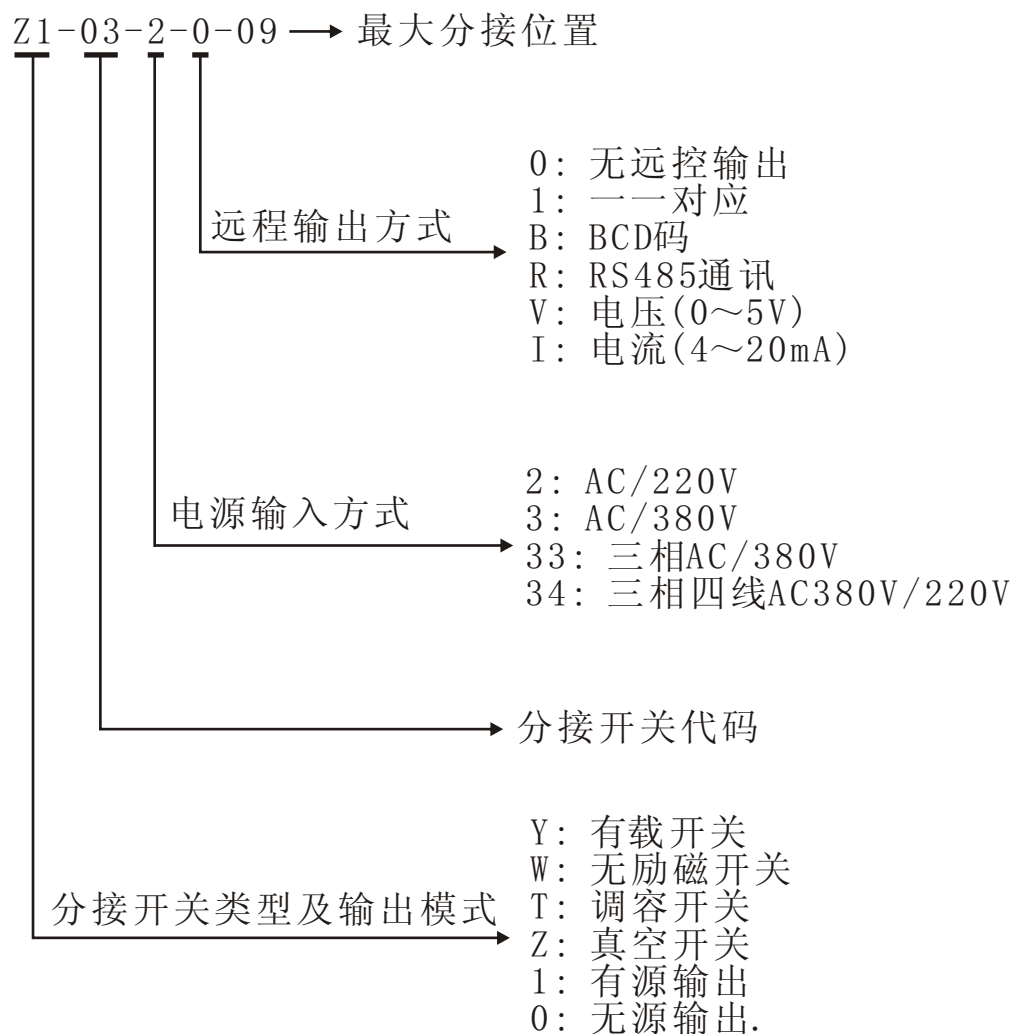 Z1-03-2-0-09 → 最大分接位置
0: 无远控输出
1: 一一对应
远程输出方式
B: BCD码
R: RS485通讯
V: 电压(0～5V)
I: 电流(4～20mA)
2: AC/220V
电源输入方式
3: AC/380V
33: 三相AC/380V
34: 三相四线AC380V/220V
分接开关代码
Y: 有载开关
W: 无励磁开关
分接开关类型及输出模式
T: 调容开关
Z: 真空开关
1: 有源输出
0: 无源输出.